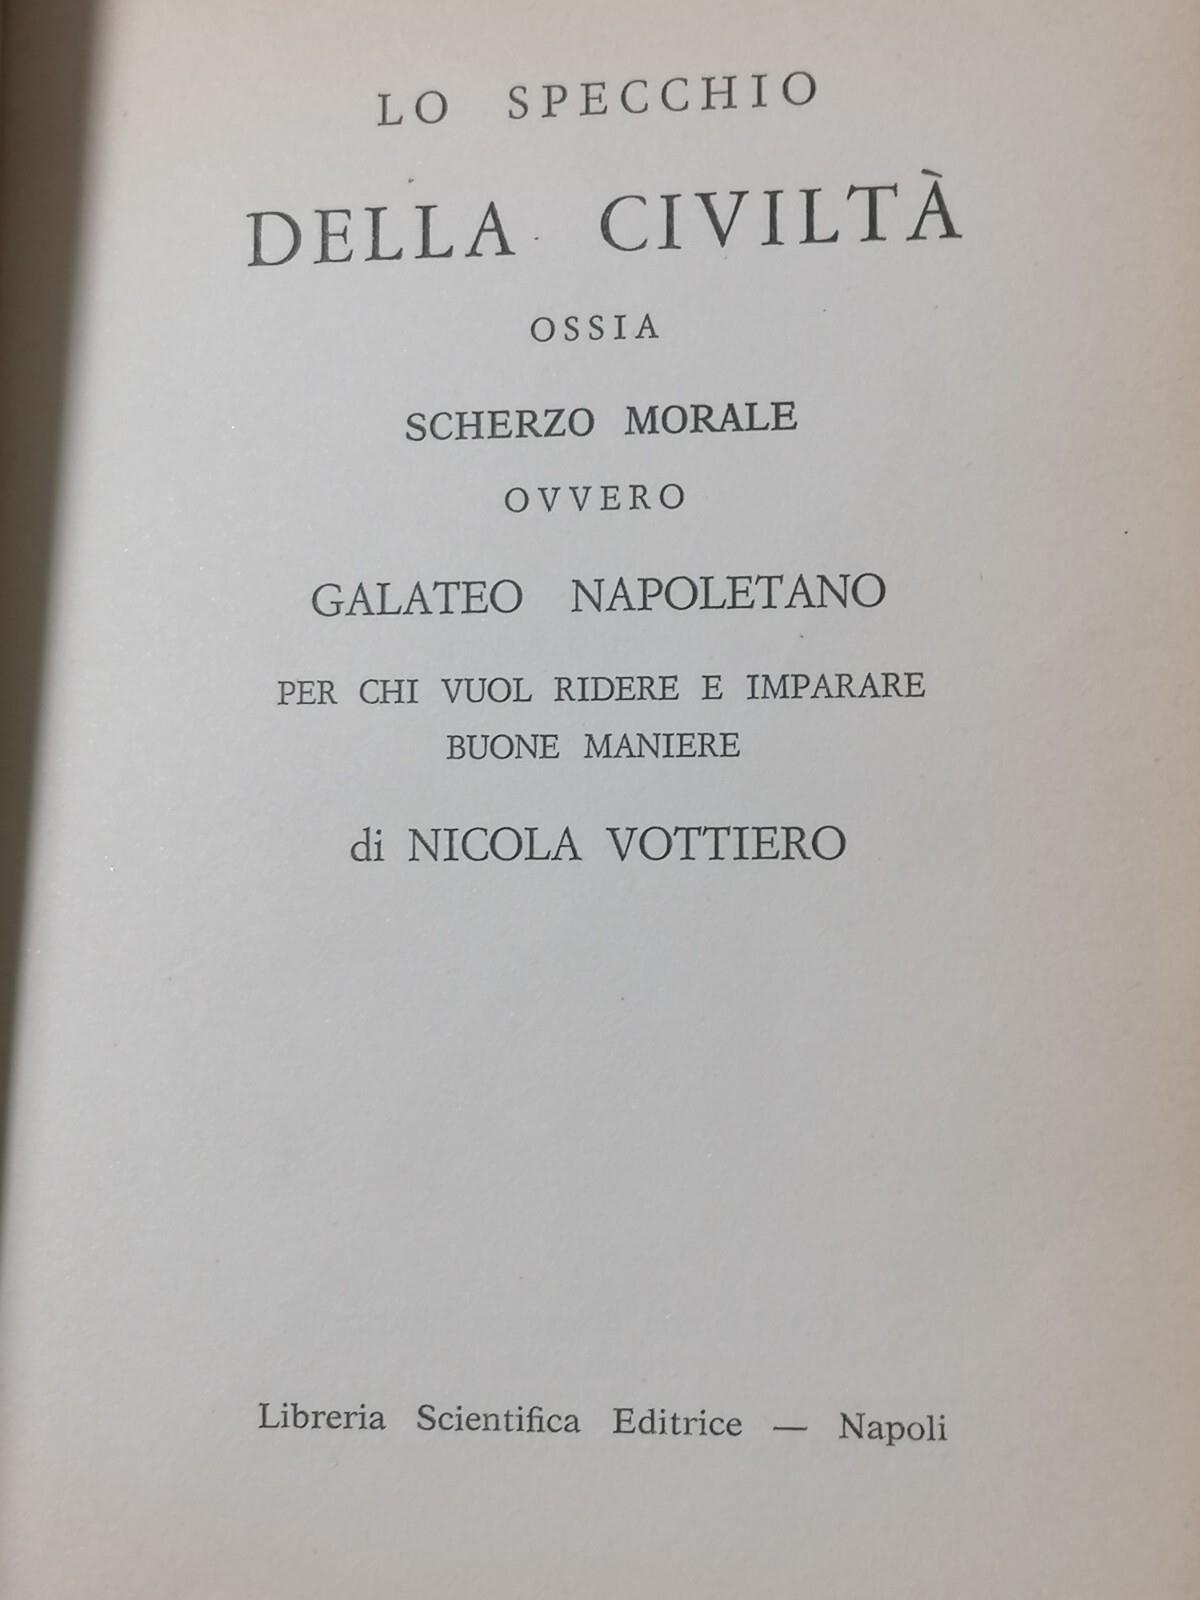 LO SPECCHIO
DELLA CIVILTÀ
OSSIA
SCHERZO MORALE
OVVERO
GALATEO NAPOLETANO
PER CHI VUOL RIDERE E IMPARARE
BUONE MANIERE
di NICOLA VOTTIERO
Libreria Scientifica Editrice — Napoli